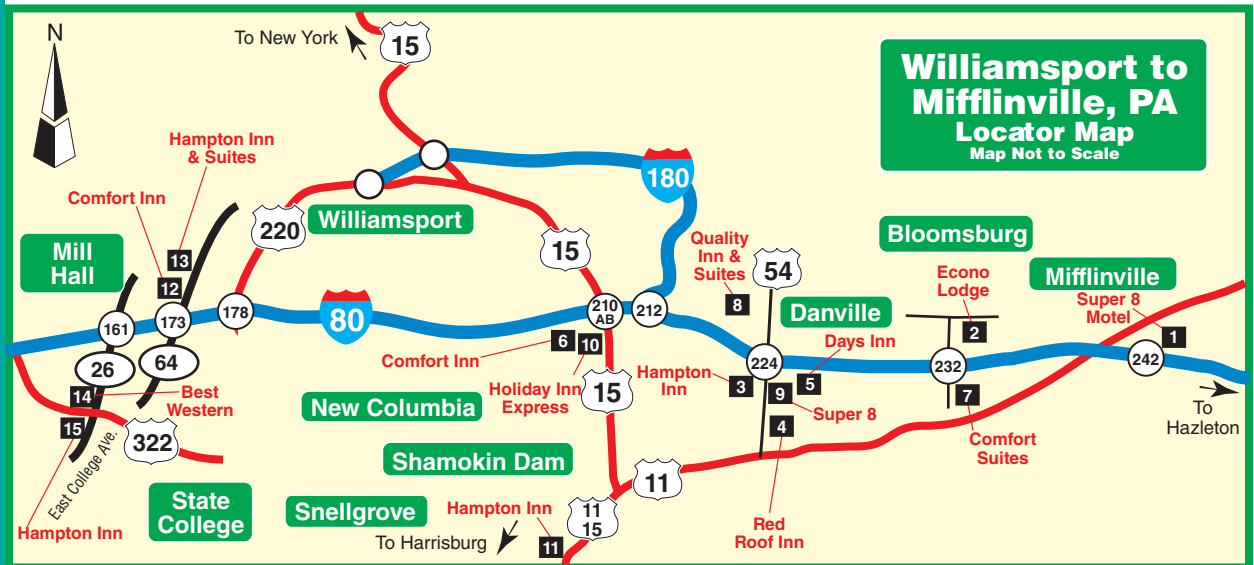 N
To New York
15
Williamsport to
Mifflinville, PA
Locator Map
Map Not to Scale
Hampton Inn
& Suites
Comfort Inn
13
12
Mill
Hall
220
Williamsport
180
15
Quality
Inn &
Suites
8
54
Bloomsburg
Econo
Lodge
2
Mifflinville
Super 8
Motel
1
161
173
178
80
210
AB
212
Danville
Days Inn
5
26
64
Comfort Inn
6
10
Holiday Inn
Express
15
Hampton
Inn
3
224
9
Super 8
4
232
7
Comfort
Suites
242
To
Hazleton
14
Best
Western
15
322
East College Ave.
Hampton Inn
New Columbia
Shamokin Dam
State
College
Snellgrove
Hampton Inn
11
To Harrisburg
11
15
11
Red
Roof Inn